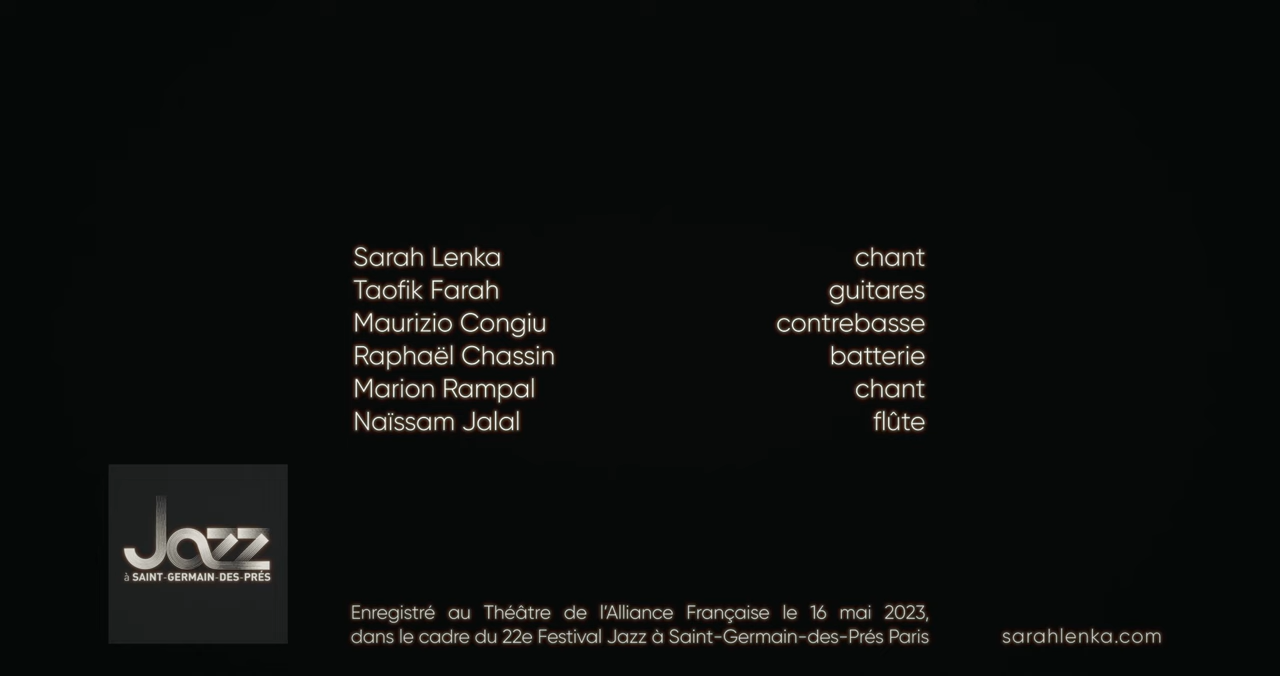 Sarah Lenka chant
Taofik Farah guitares
Maurizio Congiu contrebasse
Raphaël Chassin batterie
Marion Rampal chant
Naïssam Jalal flûte
Jazz
à SAINT-GERMAIN-DES-PRÉS
Enregistré au Théâtre de l'Alliance Française le 16 mai 2023,
dans le cadre du 22e Festival Jazz à Saint-Germain-des-Prés Paris
sarahlenka.com